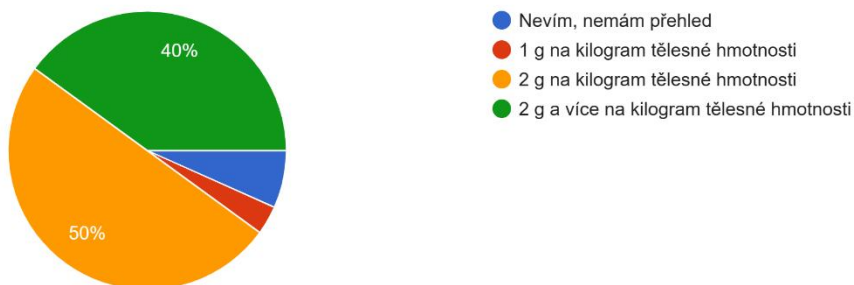 40%
50%
Nevím, nemám přehled
1 g na kilogram tělesné hmotnosti
2 g na kilogram tělesné hmotnosti
2 g a více na kilogram tělesné hmotnosti